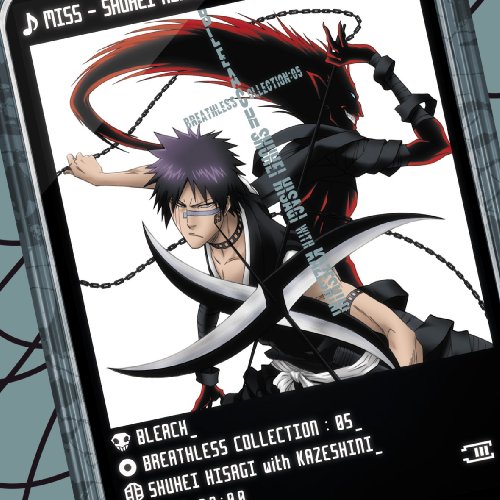 ♪ MISS - SHUHEI
BLEACH SHUHEI HISAGI WITH KAZESHINI
BREATHLESS COLLECTION:05
BLEACH_
BREATHLESS COLLECTION : 05_
SHUHEI HISAGI with KAZESHINI_